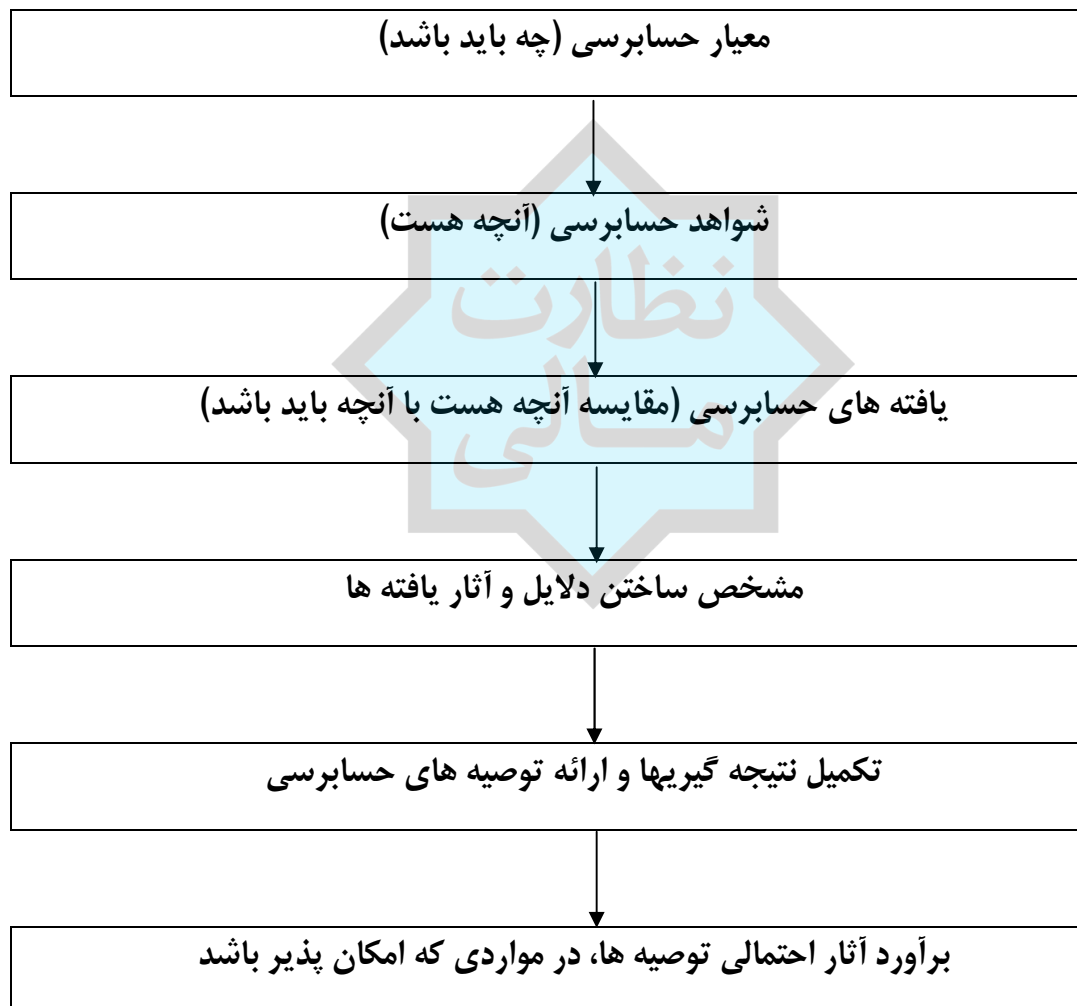 معیار حسابرسی (چه باید باشد)
شواهد حسابرسی (آنچه هست)
نظارت
یافته های حسابرسی (مقایسه آنچه هست با آنچه باید باشد)
مالی
مشخص ساختن دلایل و آثار یافته ها
تکمیل نتیجه گیریها و ارائه توصیه های حسابرسی
برآورد آثار احتمالی توصیه ها، در مواردی که امکان پذیر باشد